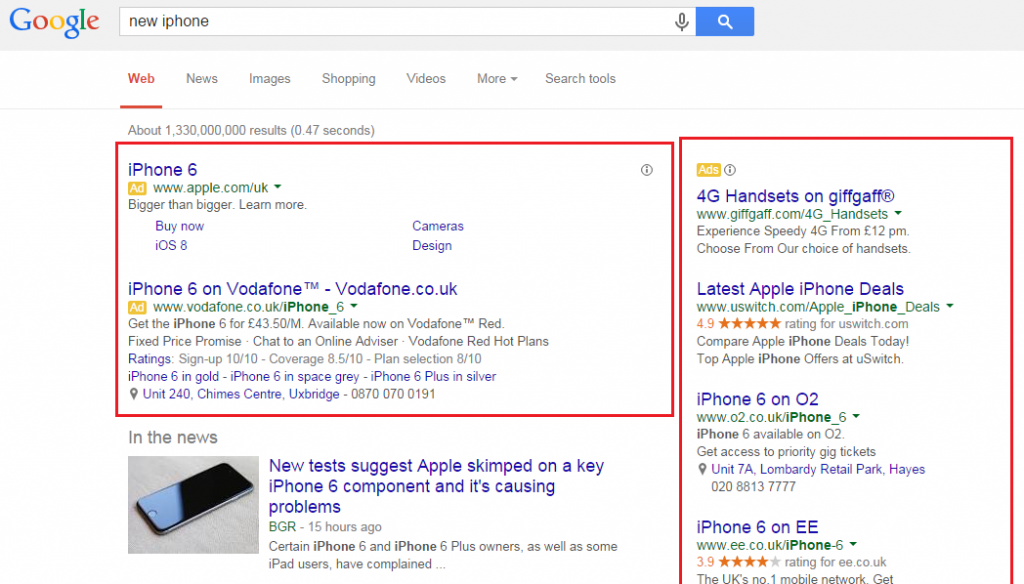 Google
new iphone
Web News Images Shopping Videos More Search tools
About 1,330,000,000 results (0.47 seconds)
iPhone 6
Ad www.apple.com/uk
Bigger than bigger. Learn more.
Buy now Cameras
iOS 8 Design
iPhone 6 on Vodafone™ - Vodafone.co.uk
Ad www.vodafone.co.uk/iPhone_6
Get the iPhone 6 for £43.50/M. Available now on Vodafone™ Red.
Fixed Price Promise · Chat to an Online Adviser · Vodafone Red Hot Plans
Ratings: Sign-up 10/10 - Coverage 8.5/10 - Plan selection 8/10
iPhone 6 in gold - iPhone 6 in space grey - iPhone 6 Plus in silver
Unit 240, Chimes Centre, Uxbridge - 0870 070 0191
In the news
New tests suggest Apple skimped on a key
iPhone 6 component and it's causing
problems
BGR - 15 hours ago
Certain iPhone 6 and iPhone 6 Plus owners, as well as some
iPad users, have complained ...
Ads
4G Handsets on giffgaff®
www.giffgaff.com/4G_Handsets
Experience Speedy 4G From £12 pm.
Choose From Our choice of handsets.
Latest Apple iPhone Deals
www.uswitch.com/Apple_iPhone_Deals
4.9 ★★★★★ rating for uswitch.com
Compare Apple iPhone Deals Today!
Top Apple iPhone Offers at uSwitch.
iPhone 6 on O2
www.o2.co.uk/iPhone_6
iPhone 6 available on O2.
Get access to priority gig tickets
Unit 7A, Lombardy Retail Park, Hayes
020 8813 7777
iPhone 6 on EE
www.ee.co.uk/iPhone-6
3.9 ★★★★★ rating for ee.co.uk
The UK's no.1 mobile network. Get